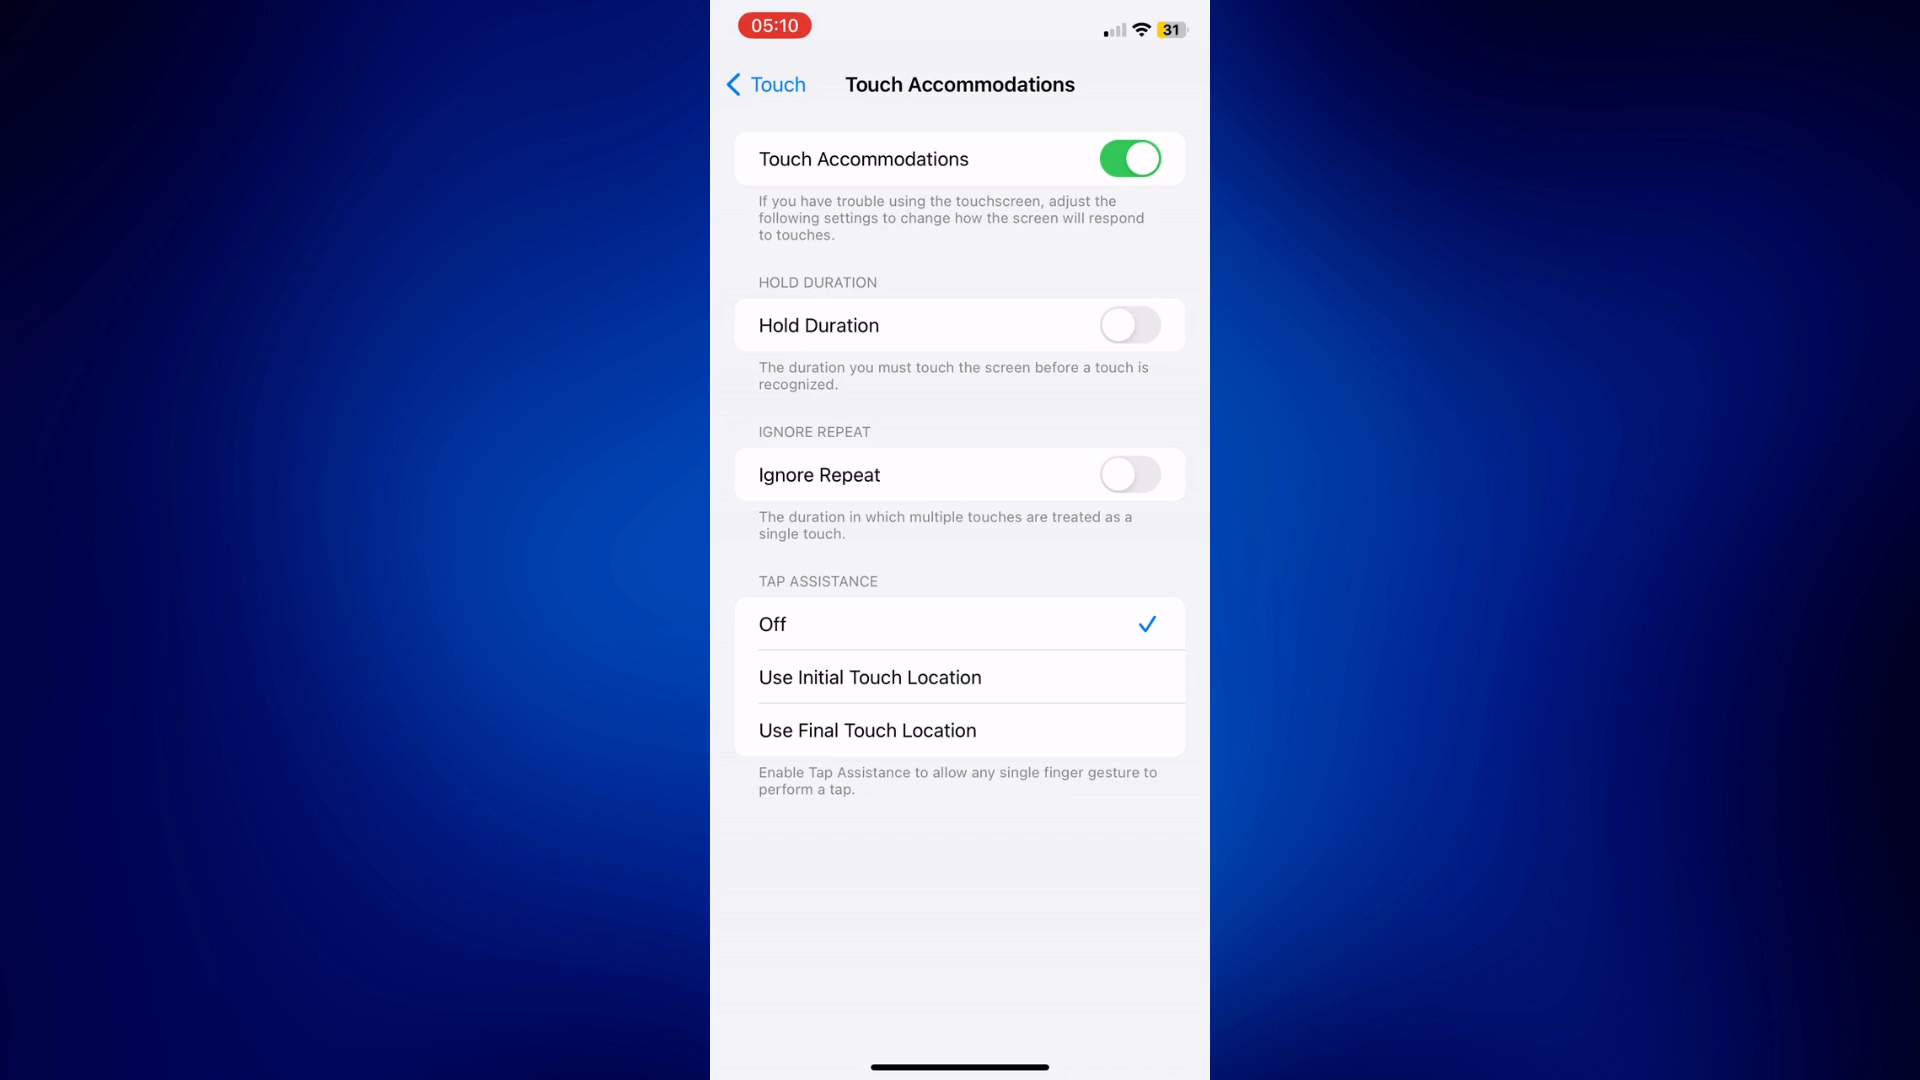 05:10
31
Touch
Touch Accommodations
Touch Accommodations
If you have trouble using the touchscreen, adjust the
following settings to change how the screen will respond
to touches.
HOLD DURATION
Hold Duration
The duration you must touch the screen before a touch is
recognized.
IGNORE REPEAT
Ignore Repeat
The duration in which multiple touches are treated as a
single touch.
TAP ASSISTANCE
Off
Use Initial Touch Location
Use Final Touch Location
Enable Tap Assistance to allow any single finger gesture to
perform a tap.